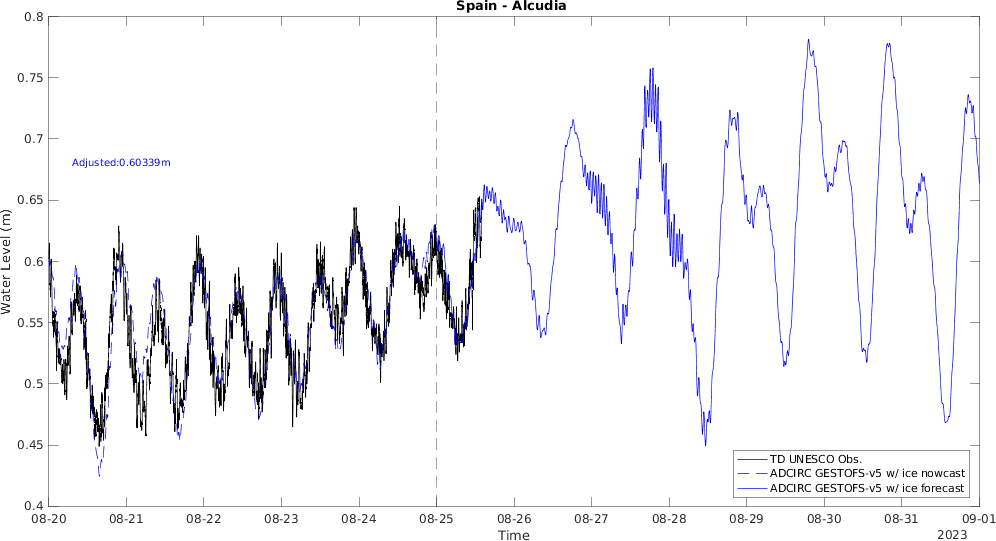 Spain - Alcudia
0.8
0.75
0.7
0.65
0.6
0.55
0.5
0.45
0.4
Water Level (m)
Adjusted:0.60339m
TD UNESCO Obs.
ADCIRC GESTOFS-v5 w/ ice nowcast
ADCIRC GESTOFS-v5 w/ ice forecast
08-20 08-21 08-22 08-23 08-24 08-25 08-26 08-27 08-28 08-29 08-30 08-31 09-01
Time
2023